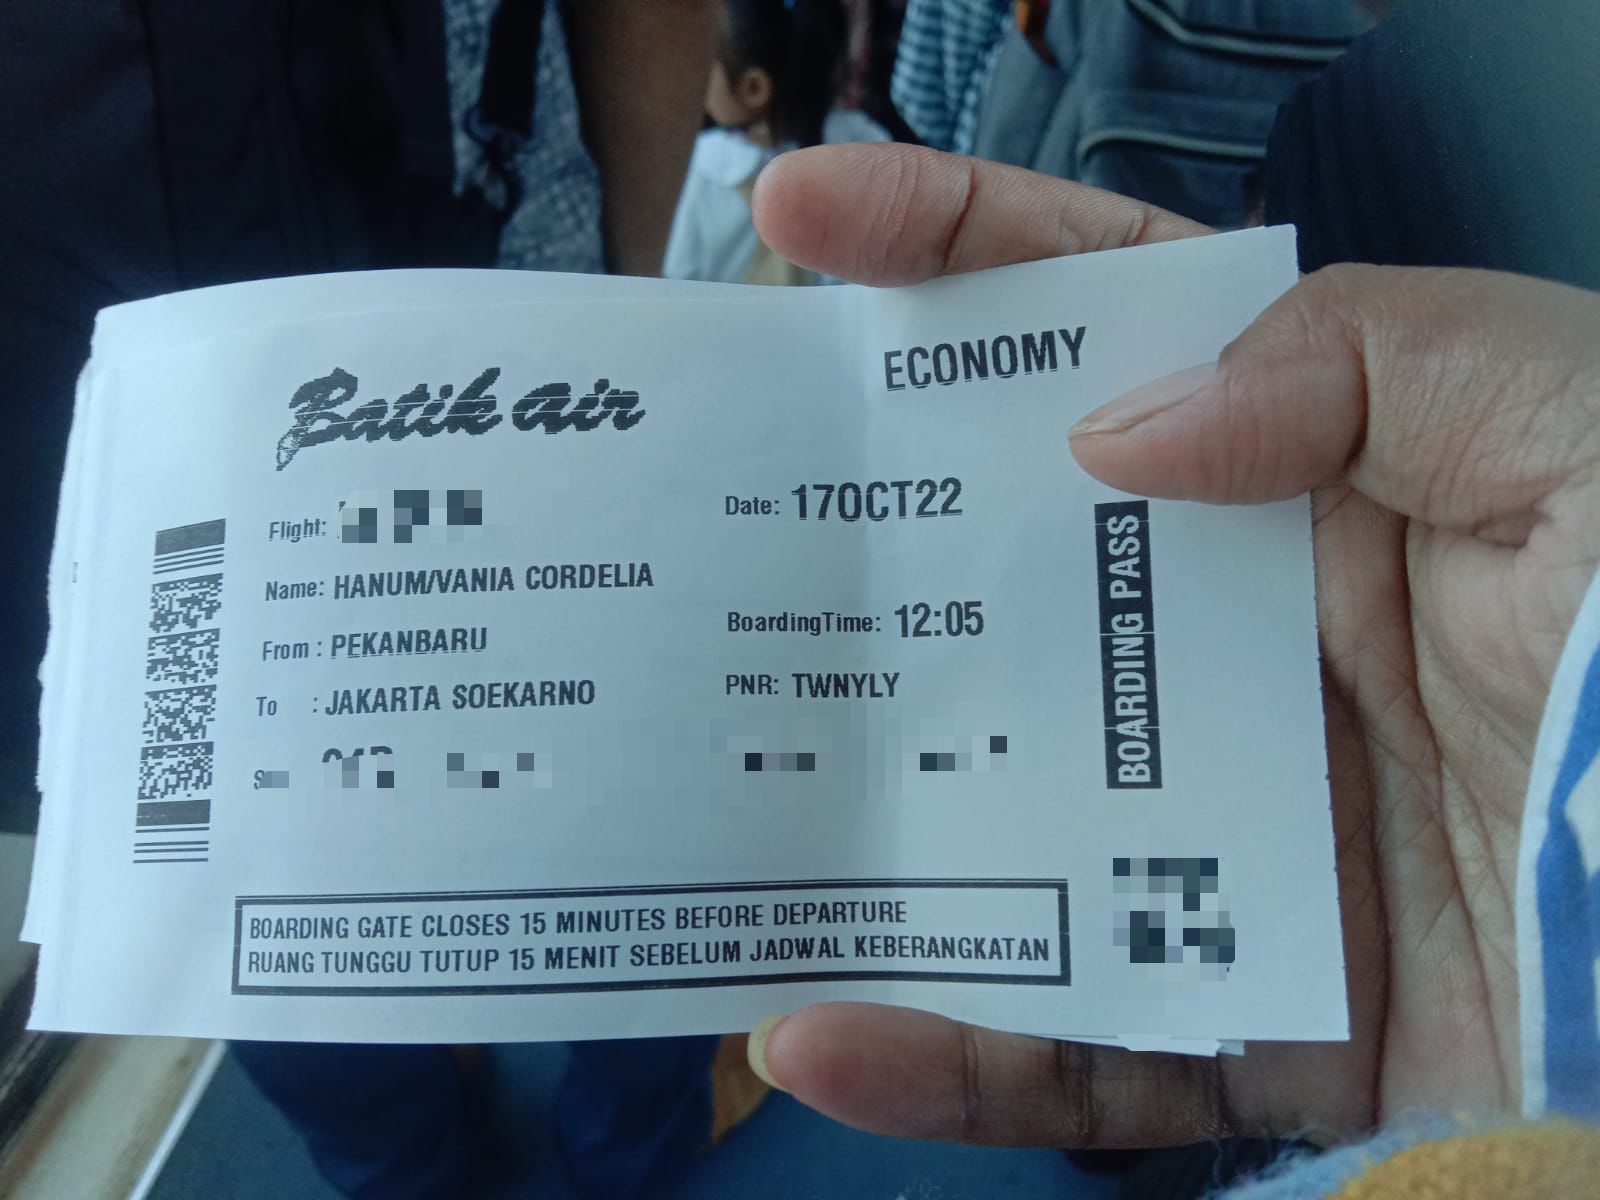 Batik air
ECONOMY
Flight:
Date: 17OCT22
Name: HANUM/VANIA CORDELIA
From : PEKANBARU
BoardingTime: 12:05
To : JAKARTA SOEKARNO
PNR: TWNYLY
BOARDING PASS
BOARDING GATE CLOSES 15 MINUTES BEFORE DEPARTURE
RUANG TUNGGU TUTUP 15 MENIT SEBELUM JADWAL KEBERANGKATAN